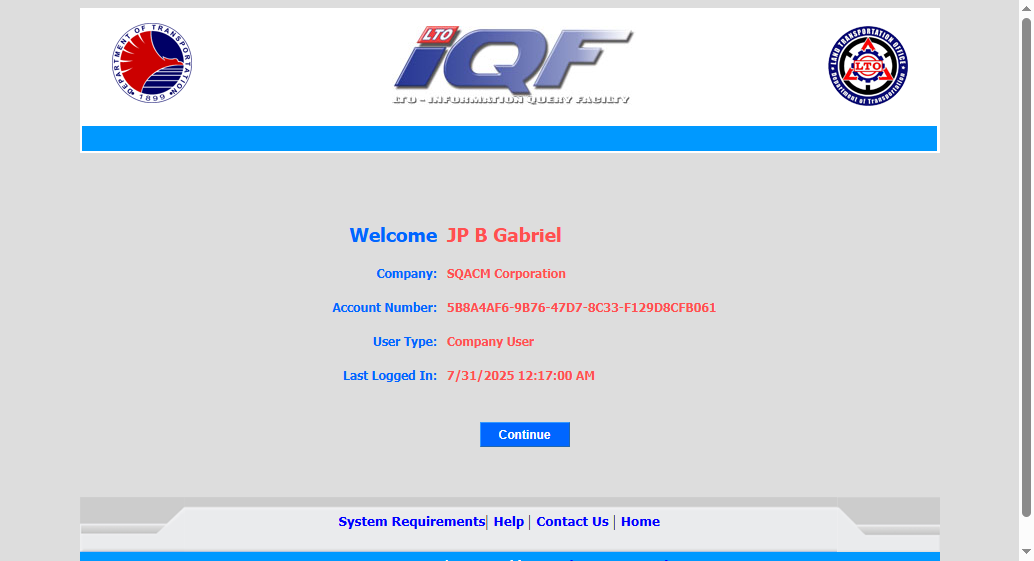 DEPARTMENT OF TRANSPORTATION
1899
LTO
iQF
LTO - INFORMATION QUERY FACILTY
LAND TRANSPORTATION OFFICE
LTO
Department of Transportation
Welcome JP B Gabriel
Company: SQACM Corporation
Account Number: 5B8A4AF6-9B76-47D7-8C33-F129D8CFB061
User Type: Company User
Last Logged In: 7/31/2025 12:17:00 AM
Continue
System Requirements| Help | Contact Us | Home